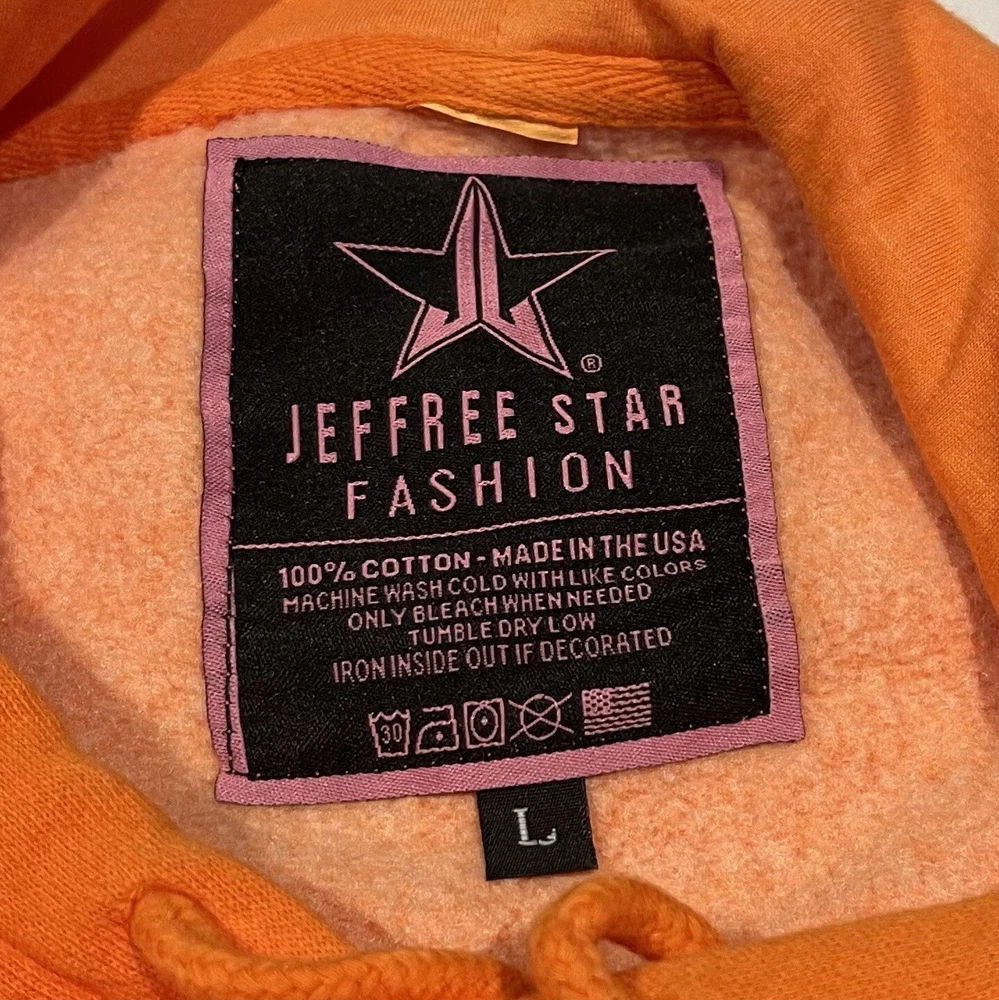 ®
JEFFREE STAR
FASHION
100% COTTON - MADE IN THE USA
MACHINE WASH COLD WITH LIKE COLORS
ONLY BLEACH WHEN NEEDED
TUMBLE DRY LOW
IRON INSIDE OUT IF DECORATED
30
L